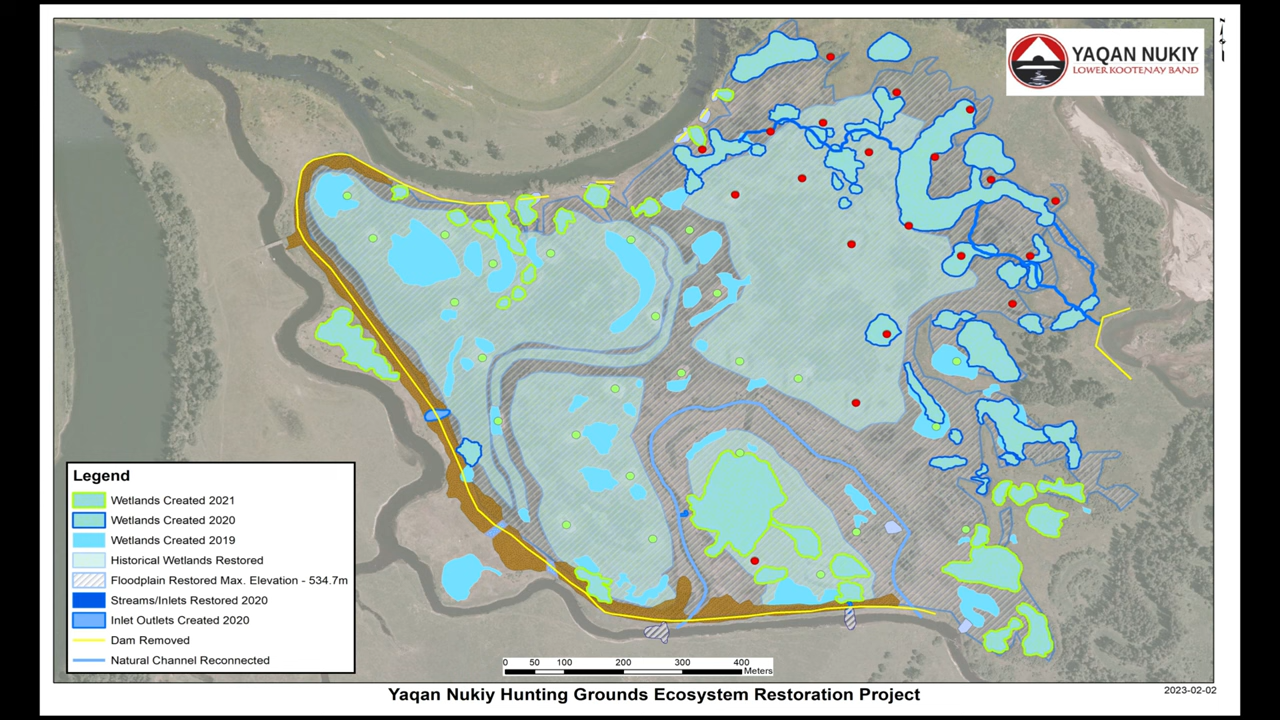 YAQAN NUKIY
LOWER KOOTENAY BAND
Legend
Wetlands Created 2021
Wetlands Created 2020
Wetlands Created 2019
Historical Wetlands Restored
Floodplain Restored Max. Elevation - 534.7m
Streams/Inlets Restored 2020
Inlet Outlets Created 2020
Dam Removed
Natural Channel Reconnected
0 50 100 200 300 400
Meters
Yaqan Nukiy Hunting Grounds Ecosystem Restoration Project
2023-02-02